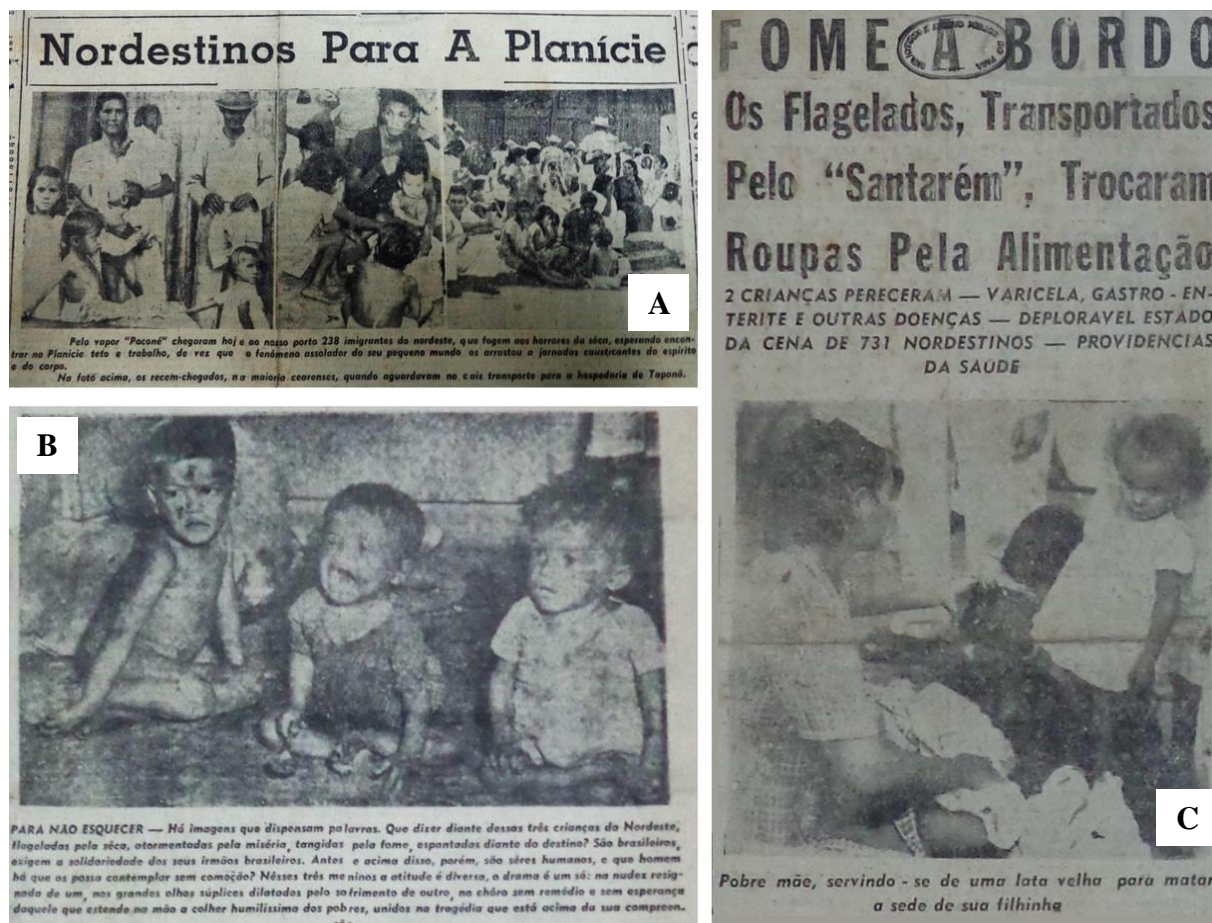 Nordestinos Para A Planície
A
Pelo vapor "Poconé" chegaram hoj e ao nosso porto 238 imigrantes do nordeste, que fogem aos horrores da sêca, esperando encon-
trar na Planície teto e trabalho, de vez que o fenômeno assolador do seu pequeno mundo os arrastou a jornadas causticantes do espírito
e do corpo.
Na foto acima, os recem-chegados, na maioria cearenses, quando aguardavam no cais transporte para a hospedaria de Tapanã.
B
PARA NÃO ESQUECER — Há imagens que dispensam palavras. Que dizer diante dessas três crianças do Nordeste,
flageladas pela sêca, atormentadas pela miséria, tangidas pela fome, espantadas diante do destino? São brasileiros,
exigem a solidariedade dos seus irmãos brasileiros. Antes e acima disso, porém, são sêres humanos, e que homem
há que os possa contemplar sem comoção? Nêsses três meninos a atitude é diversa, o drama é um só: na nudez resig-
nada de um, nos grandes olhos súplices dilatados pelo sofrimento de outro, no chôro sem remédio e sem esperança
daquele que estende na mão a colher humilíssima dos pobres, unidos na tragédia que está acima da sua compreen-
FOME A BORDO
Os Flagelados, Transportados
Pelo "Santarém", Trocaram
Roupas Pela Alimentação
2 CRIANÇAS PERECERAM — VARICELA, GASTRO - EN-
TERITE E OUTRAS DOENÇAS — DEPLORAVEL ESTADO
DA CENA DE 731 NORDESTINOS — PROVIDENCIAS
DA SAUDE
C
Pobre mãe, servindo - se de uma lata velha para matar
a sede de sua filhinha